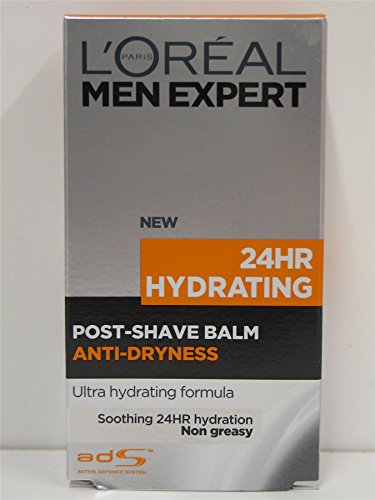 L'ORÉAL
PARIS
MEN EXPERT
NEW
24HR
HYDRATING
POST-SHAVE BALM
ANTI-DRYNESS
Ultra hydrating formula
Soothing 24HR hydration
Non greasy
adS™
ACTIVE DEFENCE SYSTEM